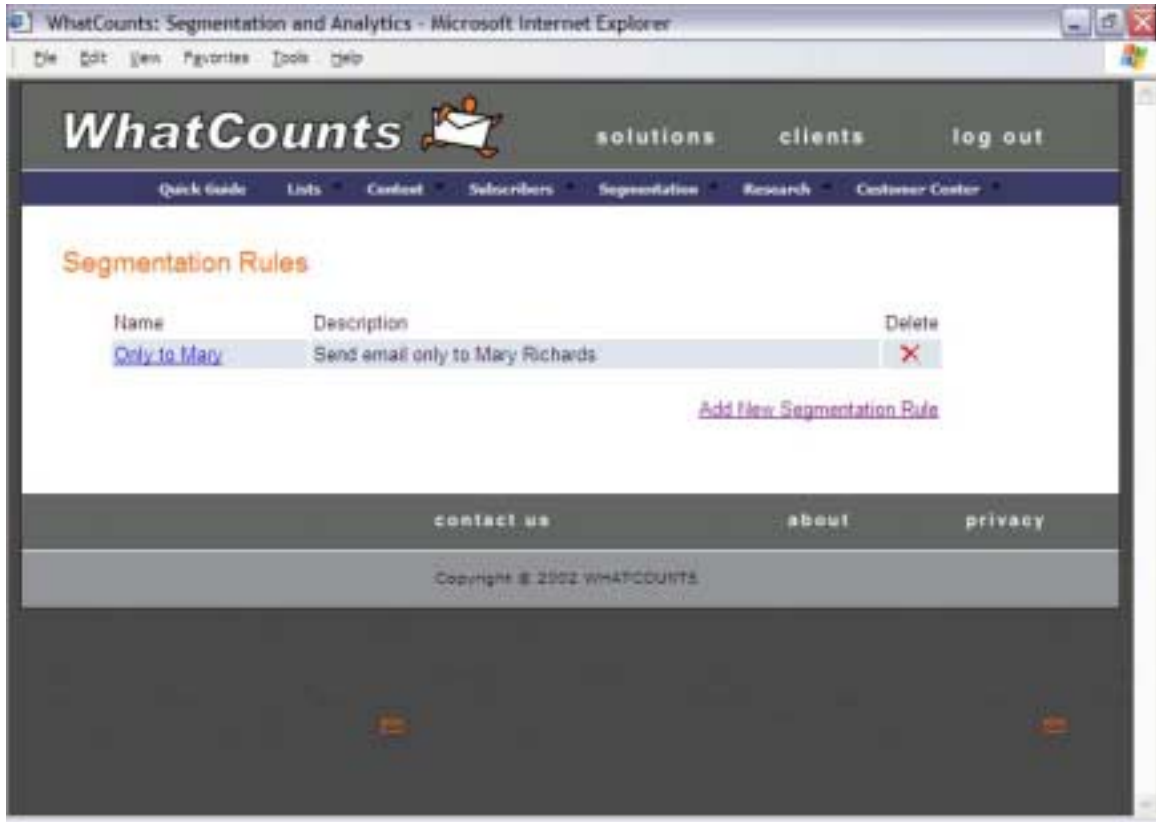 WhatCounts: Segmentation and Analytics - Microsoft Internet Explorer
File Edit View Favorites Tools Help
WhatCounts solutions clients log out
Quick Guide Lists Content Subscribers Segmentation Research Customer Center
Segmentation Rules
Name Description Delete
Only to Mary Send email only to Mary Richards
Add New Segmentation Rule
contact us about privacy
Copyright © 2002 WHATCOUNTS